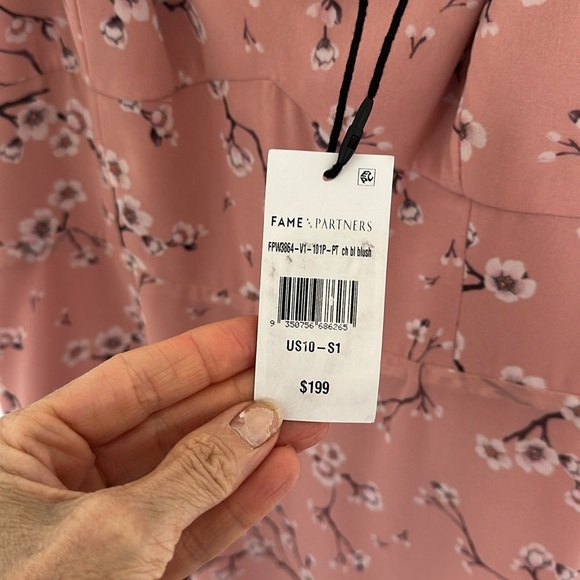 FAME PARTNERS
FPW3864-V1-101P-PT ch bl blush
9 350756 686265
US10-S1
$199